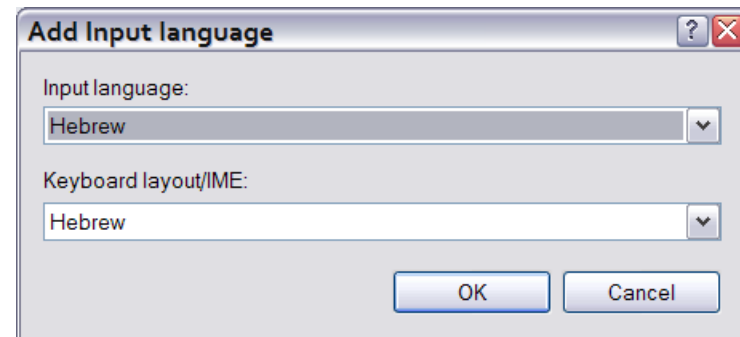 Add Input language
Input language:
Hebrew
Keyboard layout/IME:
Hebrew
OK Cancel